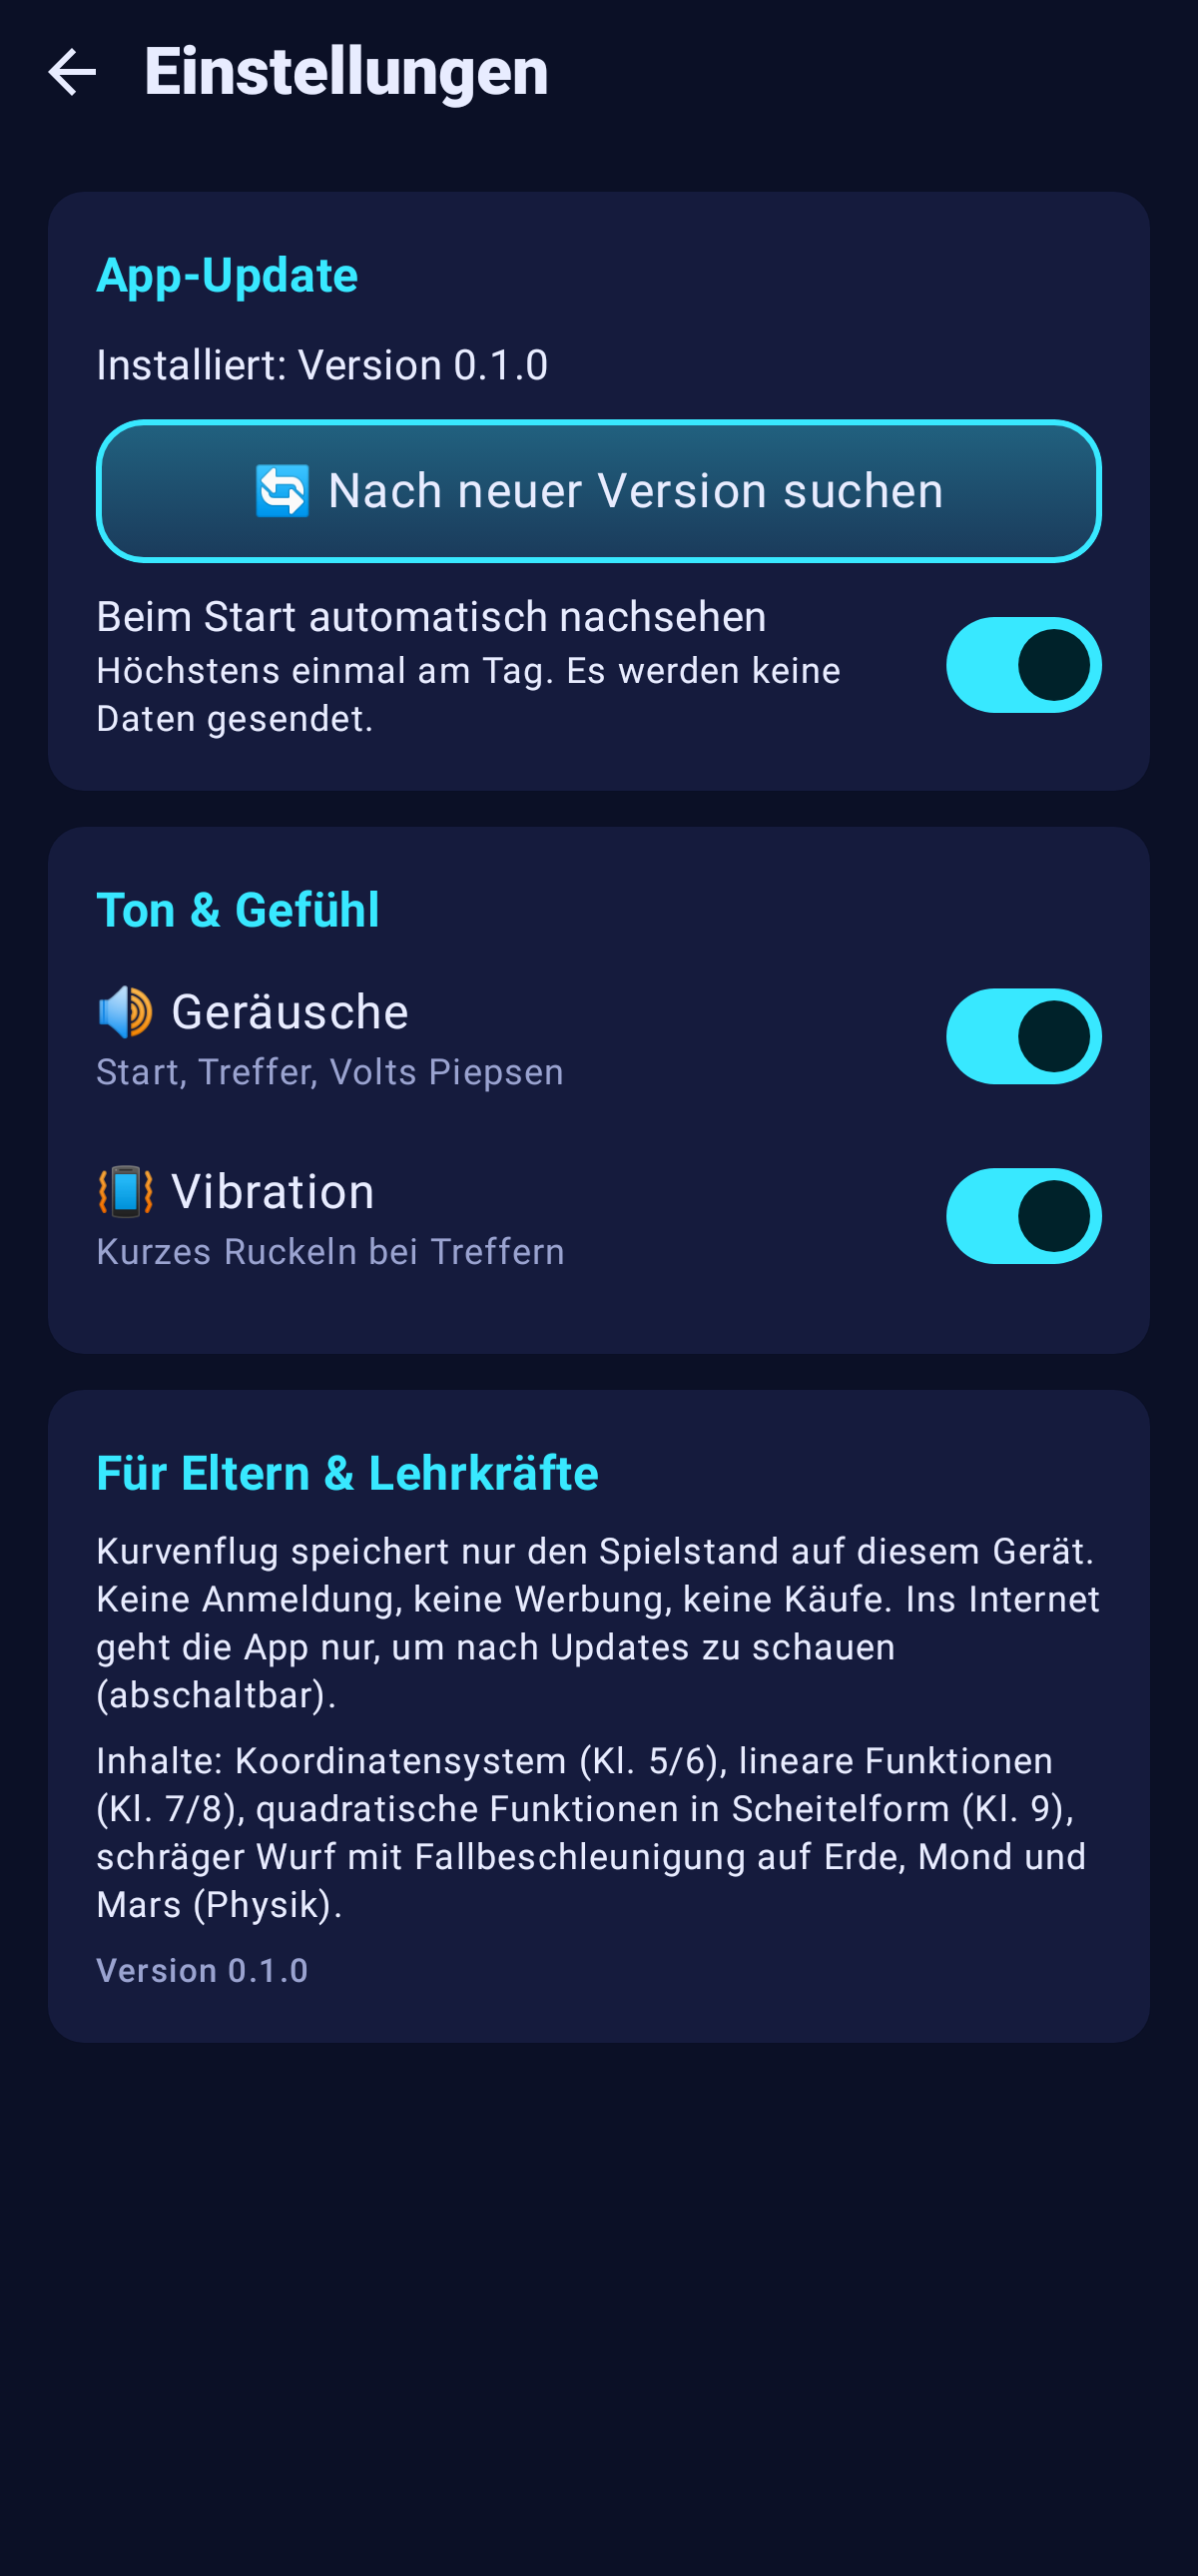 Einstellungen
App-Update
Installiert: Version 0.1.0
Nach neuer Version suchen
Beim Start automatisch nachsehen
Höchstens einmal am Tag. Es werden keine
Daten gesendet.
Ton & Gefühl
Geräusche
Start, Treffer, Volts Piepsen
Vibration
Kurzes Ruckeln bei Treffern
Für Eltern & Lehrkräfte
Kurvenflug speichert nur den Spielstand auf diesem Gerät.
Keine Anmeldung, keine Werbung, keine Käufe. Ins Internet
geht die App nur, um nach Updates zu schauen
(abschaltbar).
Inhalte: Koordinatensystem (Kl. 5/6), lineare Funktionen
(Kl. 7/8), quadratische Funktionen in Scheitelform (Kl. 9),
schräger Wurf mit Fallbeschleunigung auf Erde, Mond und
Mars (Physik).
Version 0.1.0